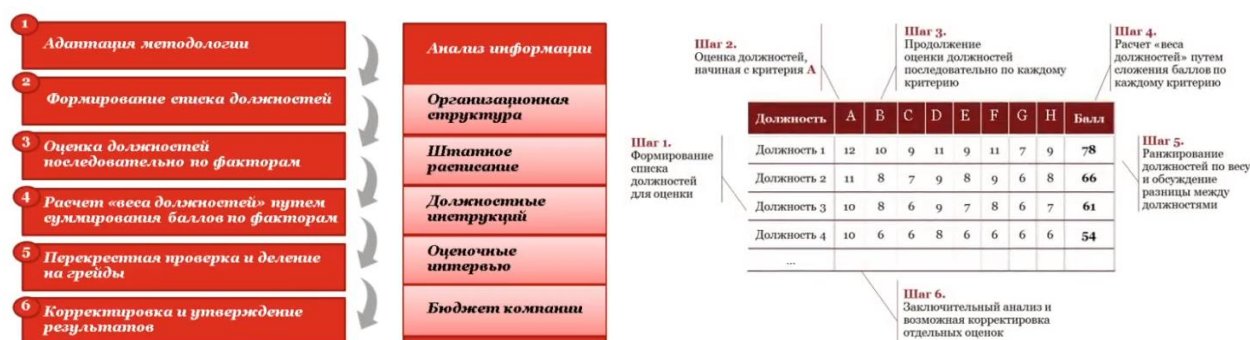 1
Адаптация методологии
2
Формирование списка должностей
3
Оценка должностей
последовательно по факторам
4
Расчет «веса должностей» путем
суммирования баллов по факторам
5
Перекрестная проверка и деление
на грейды
6
Корректировка и утверждение
результатов
Анализ информации
Организационная
структура
Штатное
расписание
Должностные
инструкций
Оценочные
интервью
Бюджет компании
Шаг 2.
Оценка должностей,
начиная с критерия А
Шаг 3.
Продолжение
оценки должностей
последовательно по каждому
критерию
Шаг 4.
Расчет «веса
должностей» путем
сложения баллов по
каждому критерию
Шаг 1.
Формирование
списка
должностей
для оценки
Должность A B C D E F G H Балл
Должность 1 12 10 9 11 9 11 7 9 78
Должность 2 11 8 7 9 8 9 6 8 66
Должность 3 10 8 6 9 7 8 6 7 61
Должность 4 10 6 6 8 6 6 6 6 54
...
Шаг 5.
Ранжирование
должностей по весу
и обсуждение
разницы между
должностями
Шаг 6.
Заключительный анализ и
возможная корректировка
отдельных оценок